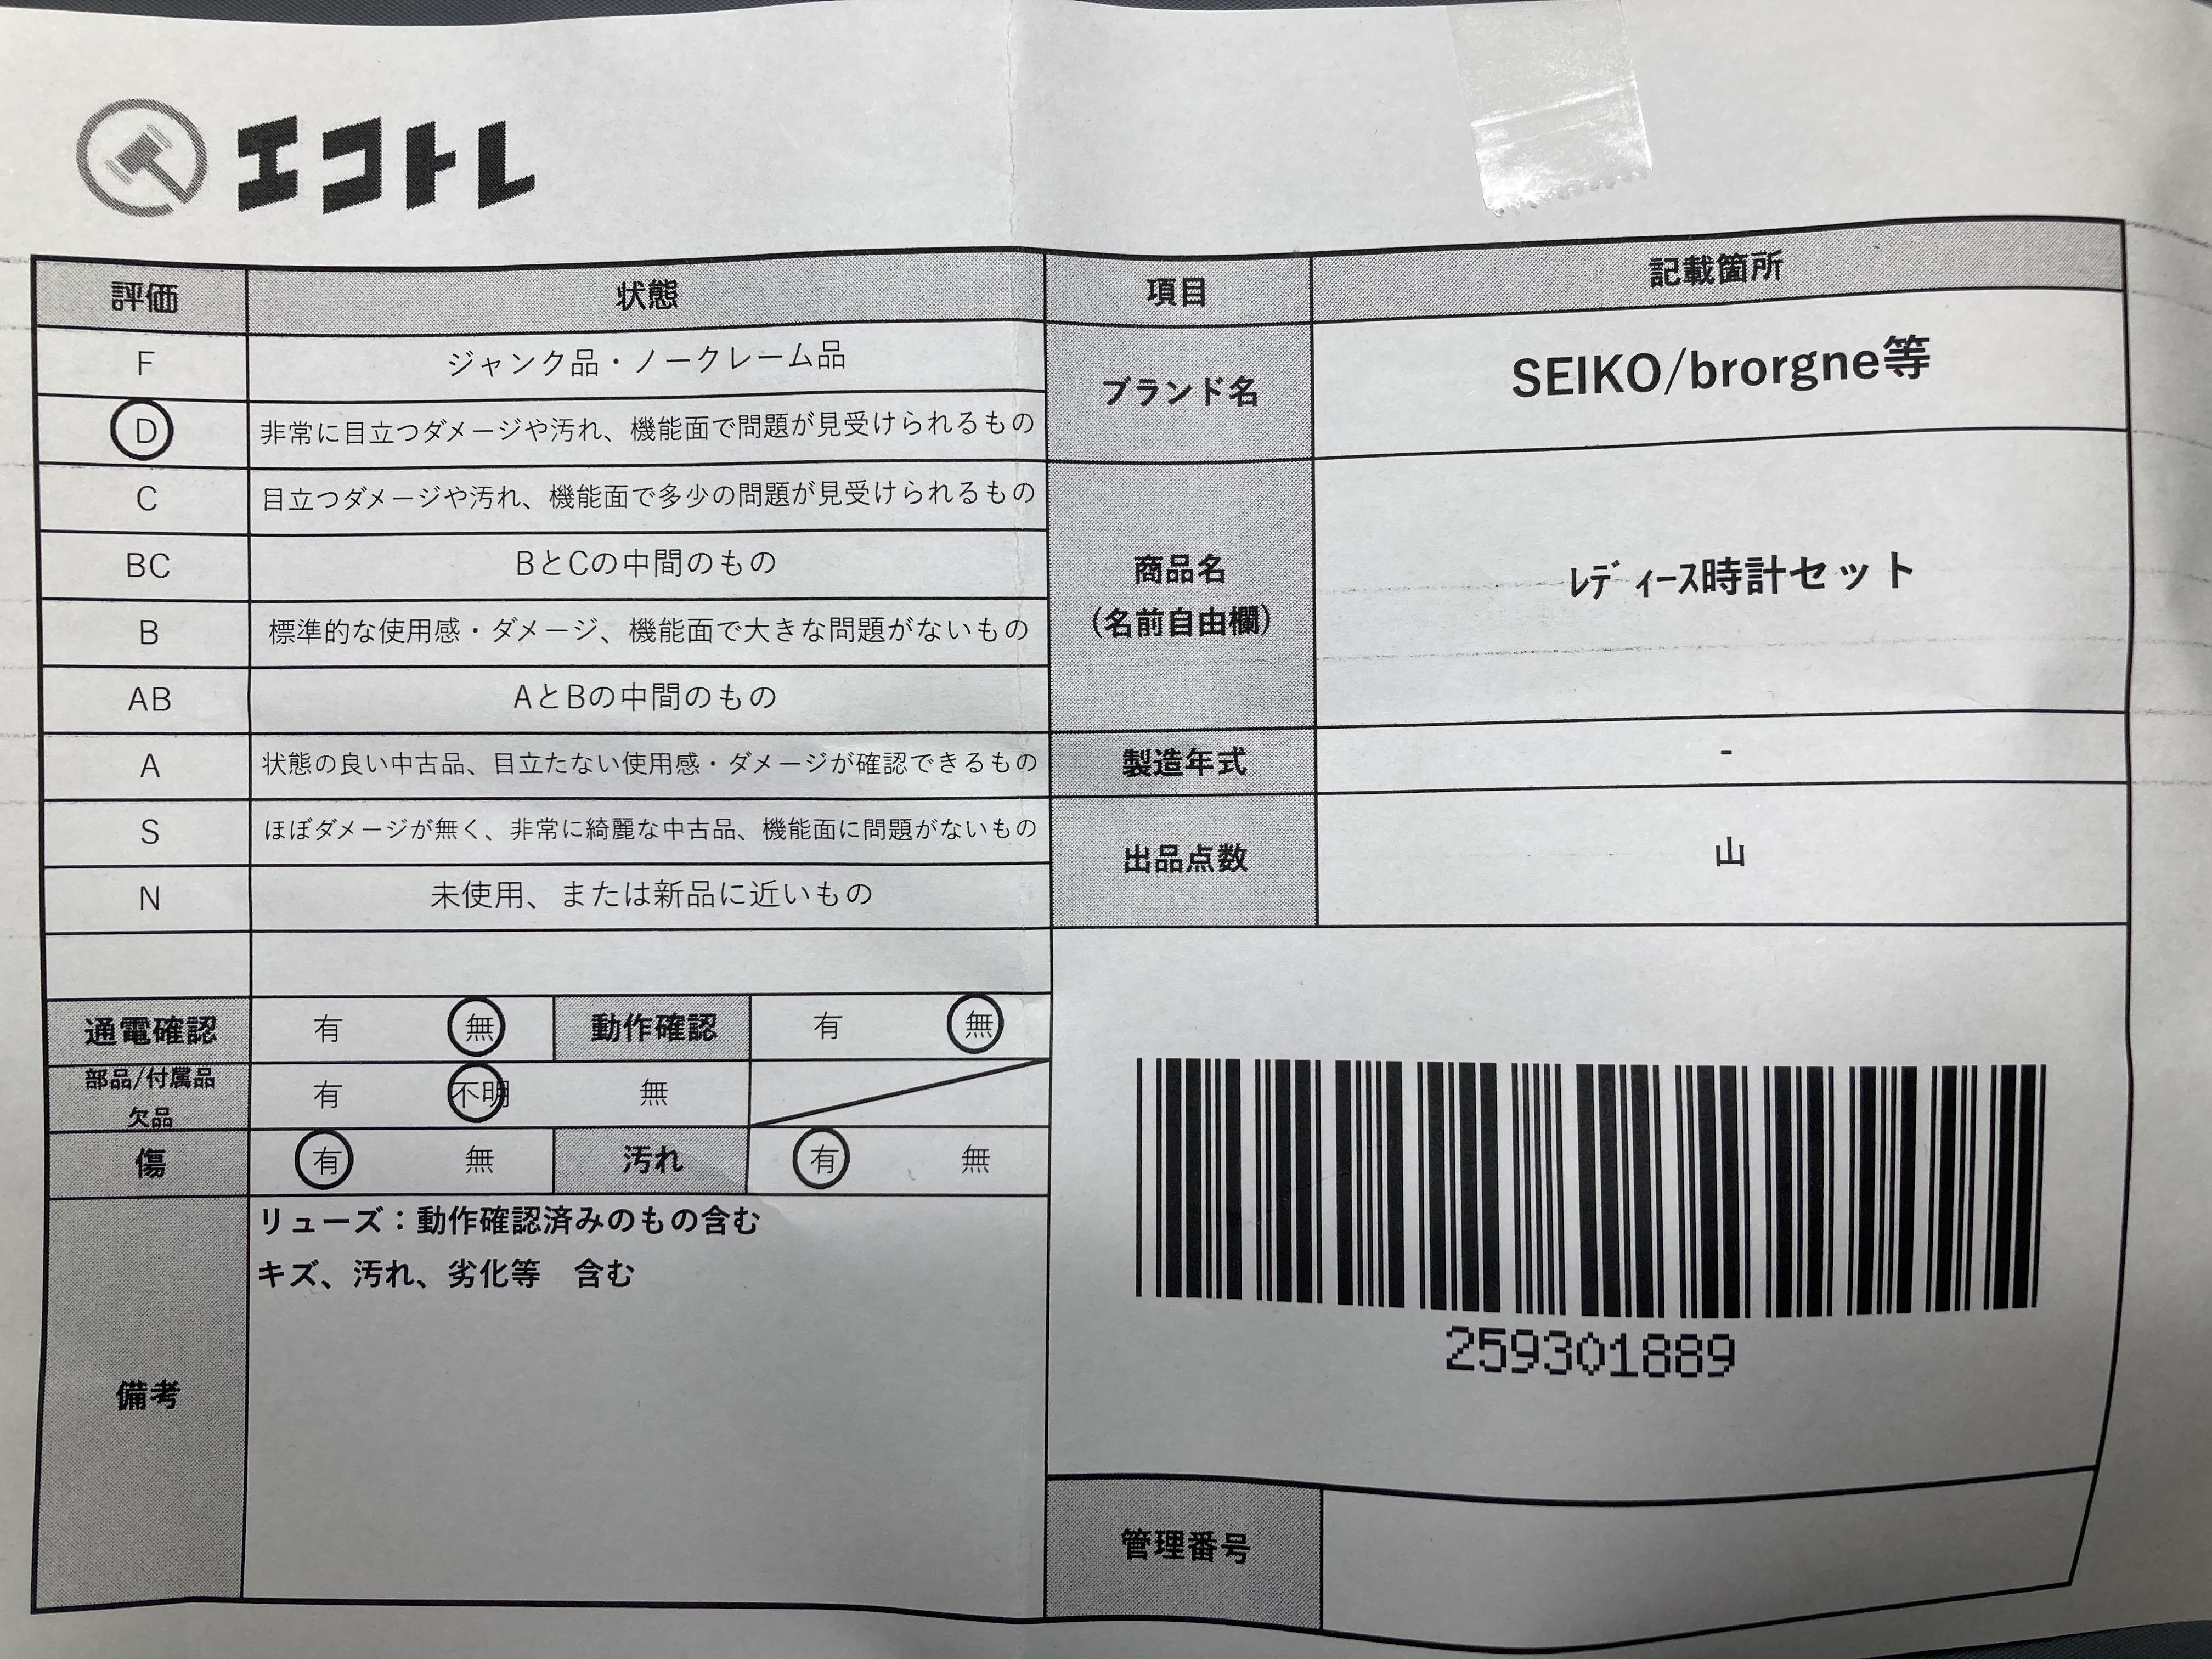 エコトレ
評価 状態 項目 記載箇所
F ジャンク品・ノークレーム品
D 非常に目立つダメージや汚れ、機能面で問題が見受けられるもの
C 目立つダメージや汚れ、機能面で多少の問題が見受けられるもの
BC BとCの中間のもの
B 標準的な使用感・ダメージ、機能面で大きな問題がないもの
AB AとBの中間のもの
A 状態の良い中古品、目立たない使用感・ダメージが確認できるもの
S ほぼダメージが無く、非常に綺麗な中古品、機能面に問題がないもの
N 未使用、または新品に近いもの
通電確認 有 無 動作確認 有 無
部品/付属品
欠品 有 不明 無
傷 有 無 汚れ 有 無
備考
リューズ：動作確認済みのもの含む
キズ、汚れ、劣化等　含む
ブランド名 SEIKO/brorgne等
商品名
（名前自由欄）
ﾚﾃﾞｨｰｽ時計セット
製造年式 -
出品点数 山
259301889
管理番号